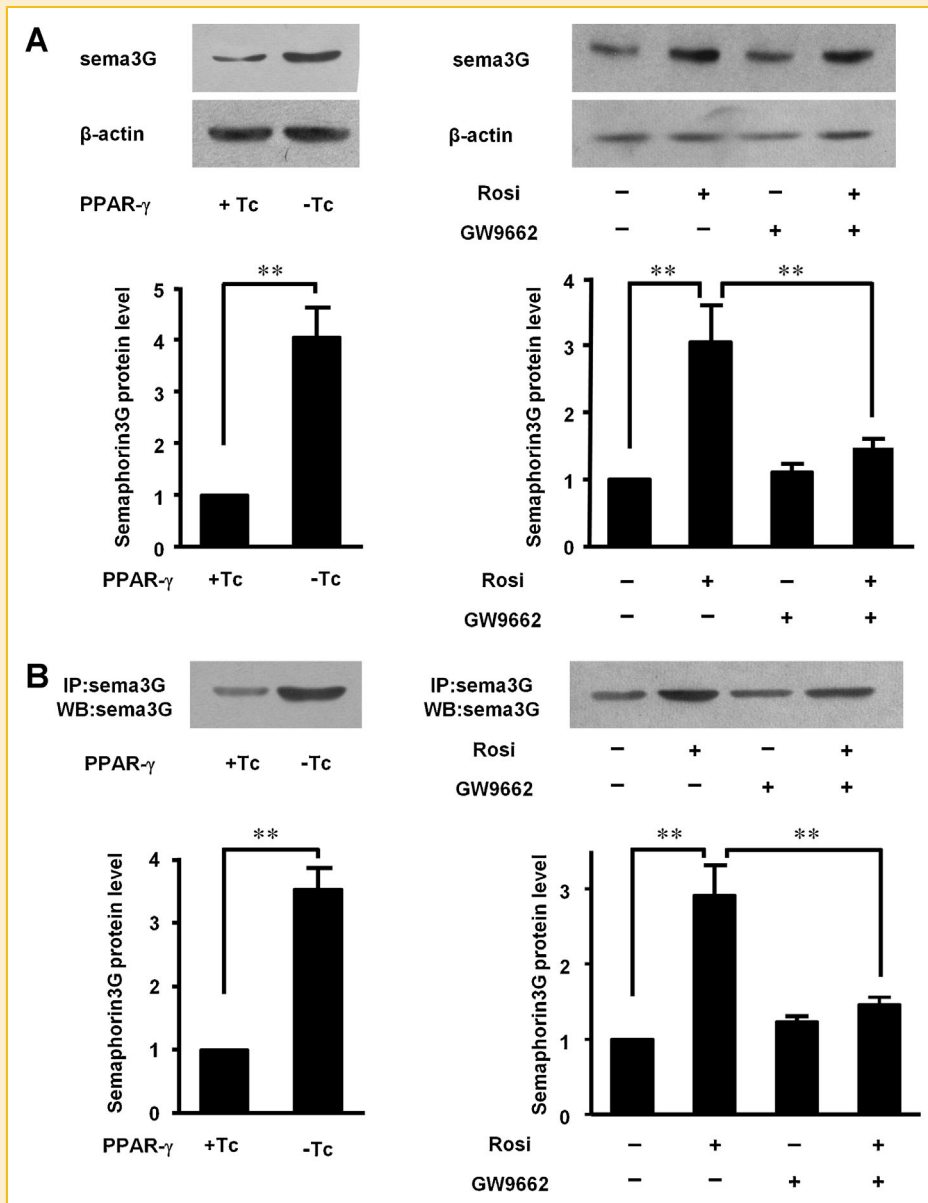 A
sema3G
β-actin
PPAR-γ + Tc -Tc
**
Semaphorin3G protein level
5
4
3
2
1
0
PPAR-γ +Tc -Tc
sema3G
β-actin
Rosi – + – +
GW9662 – – + +
** **
Semaphorin3G protein level
4
3
2
1
0
Rosi – + – +
GW9662 – – + +
B
IP:sema3G
WB:sema3G
PPAR-γ +Tc -Tc
**
Semaphorin3G protein level
4
3
2
1
0
PPAR-γ +Tc -Tc
IP:sema3G
WB:sema3G
Rosi – + – +
GW9662 – – + +
** **
Semaphorin3G protein level
3
2
1
0
Rosi – + – +
GW9662 – – + +